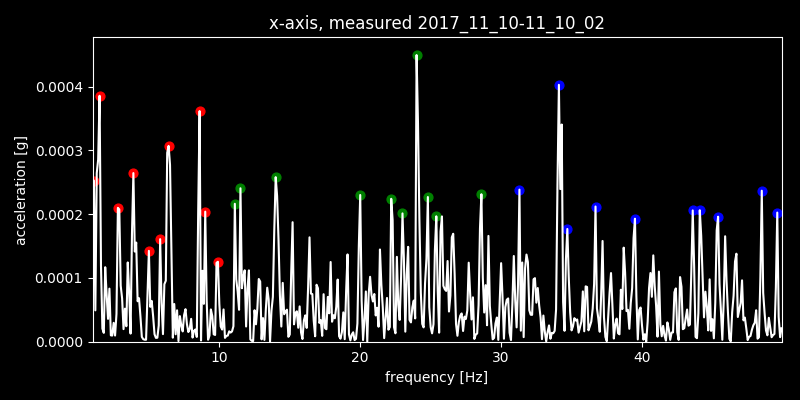 x-axis, measured 2017_11_10-11_10_02
acceleration [g]
0.0004
0.0003
0.0002
0.0001
0.0000
10 20 30 40
frequency [Hz]